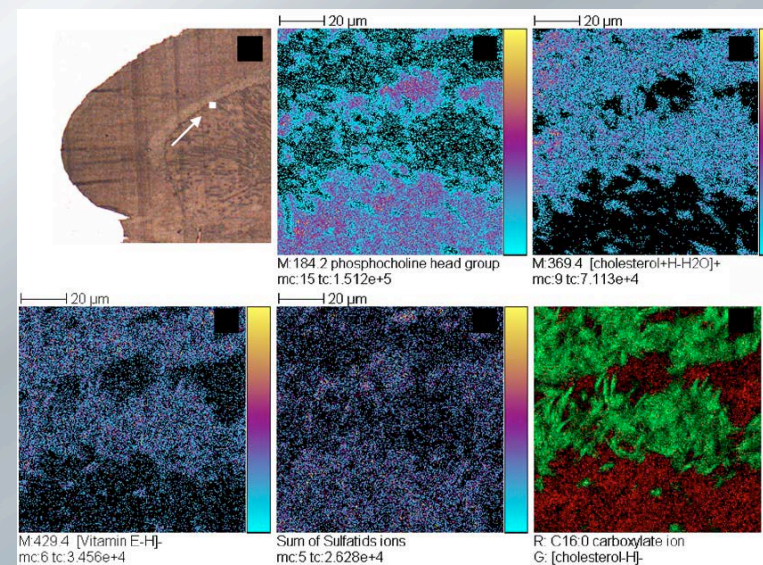 20 µm
20 µm
M:184.2 phosphocholine head group
mc:15 tc:1.512e+5
M:369.4 [cholesterol+H-H2O]+
mc:9 tc:7.113e+4
20 µm
20 µm
M:429.4 [Vitamin E-H]-
mc:6 tc:3.456e+4
Sum of Sulfatids ions
mc:5 tc:2.628e+4
R: C16:0 carboxylate ion
G: [cholesterol-H]-